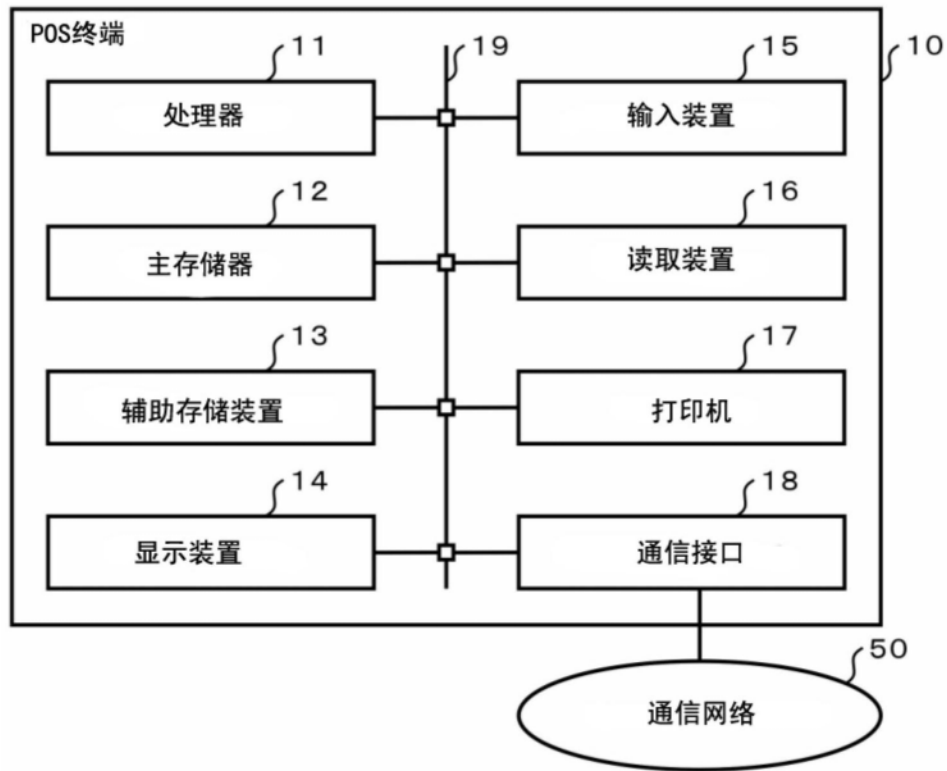 POS终端
10
11
19
15
处理器
输入装置
12
16
主存储器
读取装置
13
17
辅助存储装置
打印机
14
18
显示装置
通信接口
50
通信网络